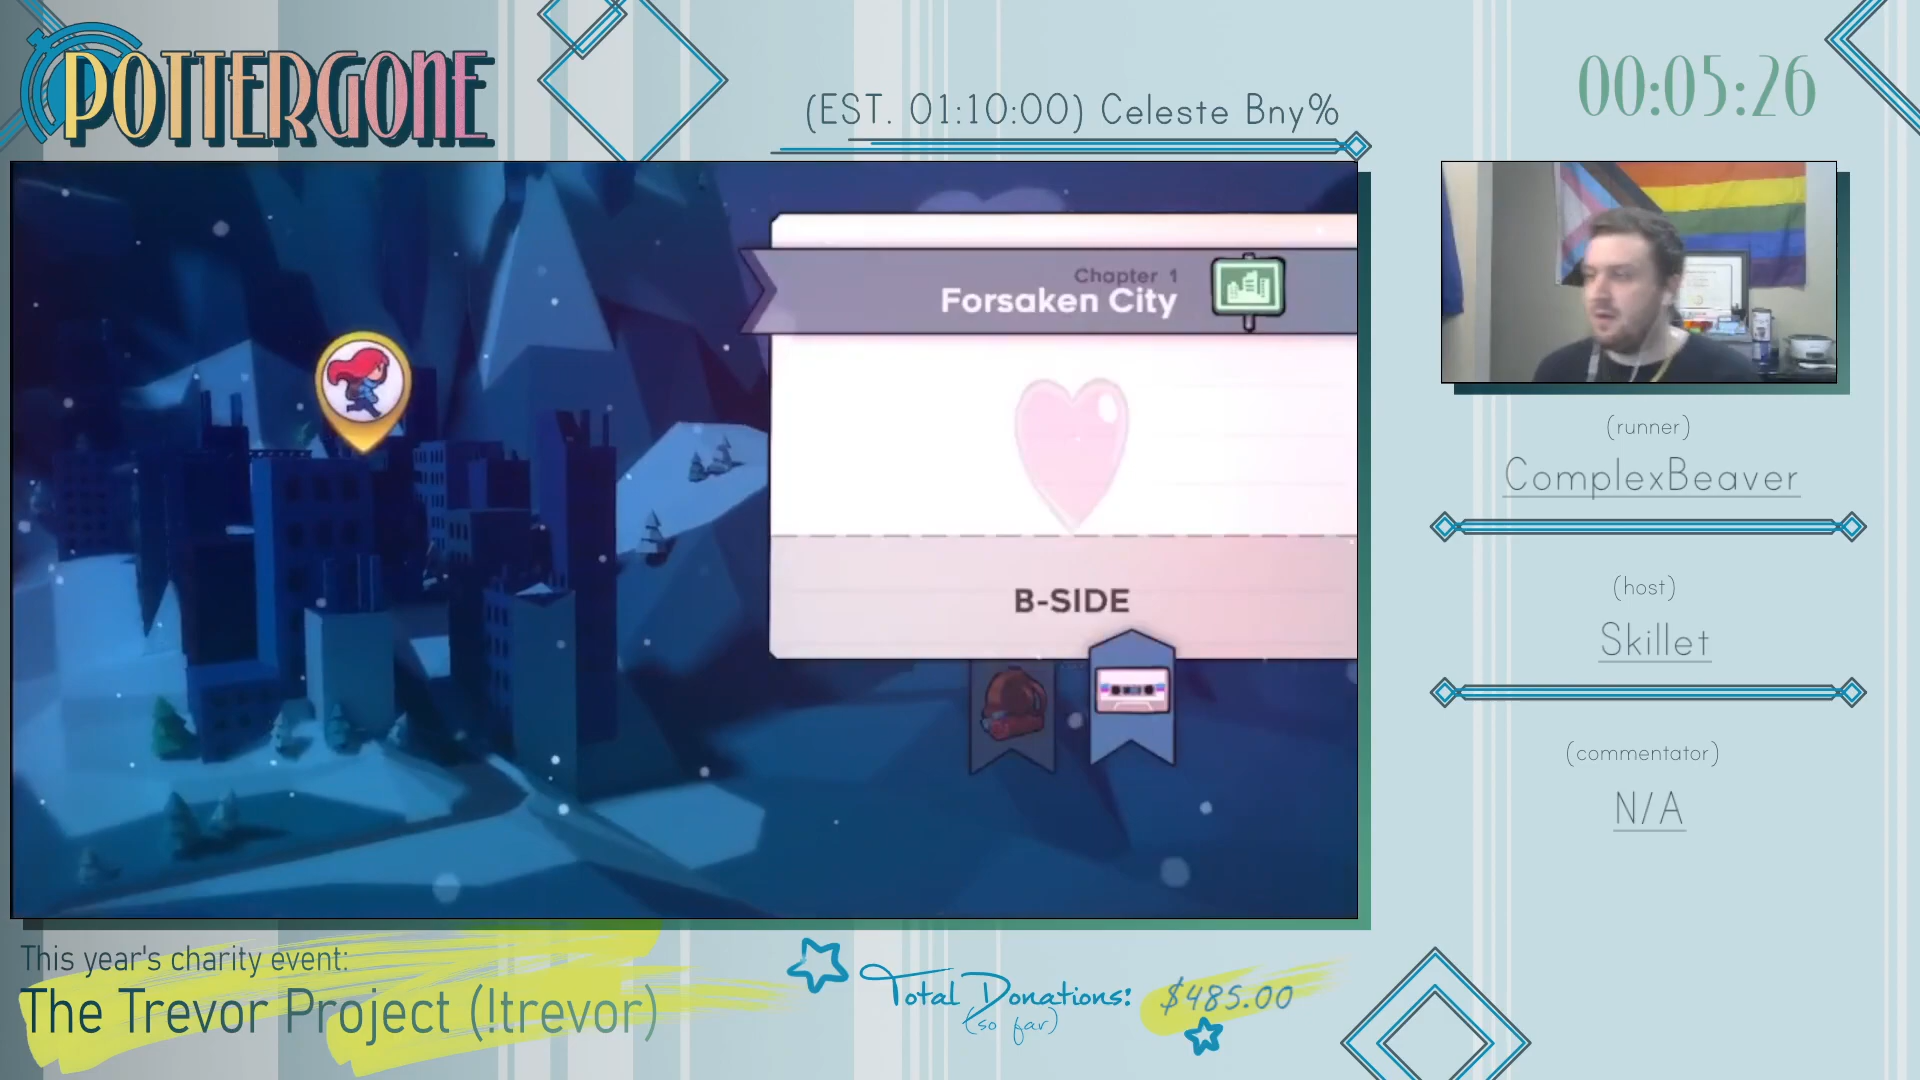 POTTERGONE
(EST. 01:10:00) Celeste Bny%
00:05:26
Chapter 1
Forsaken City
B-SIDE
(runner)
ComplexBeaver
(host)
Skillet
(commentator)
N/A
This year's charity event:
The Trevor Project (!trevor)
Total Donations:
(so far)
$485.00